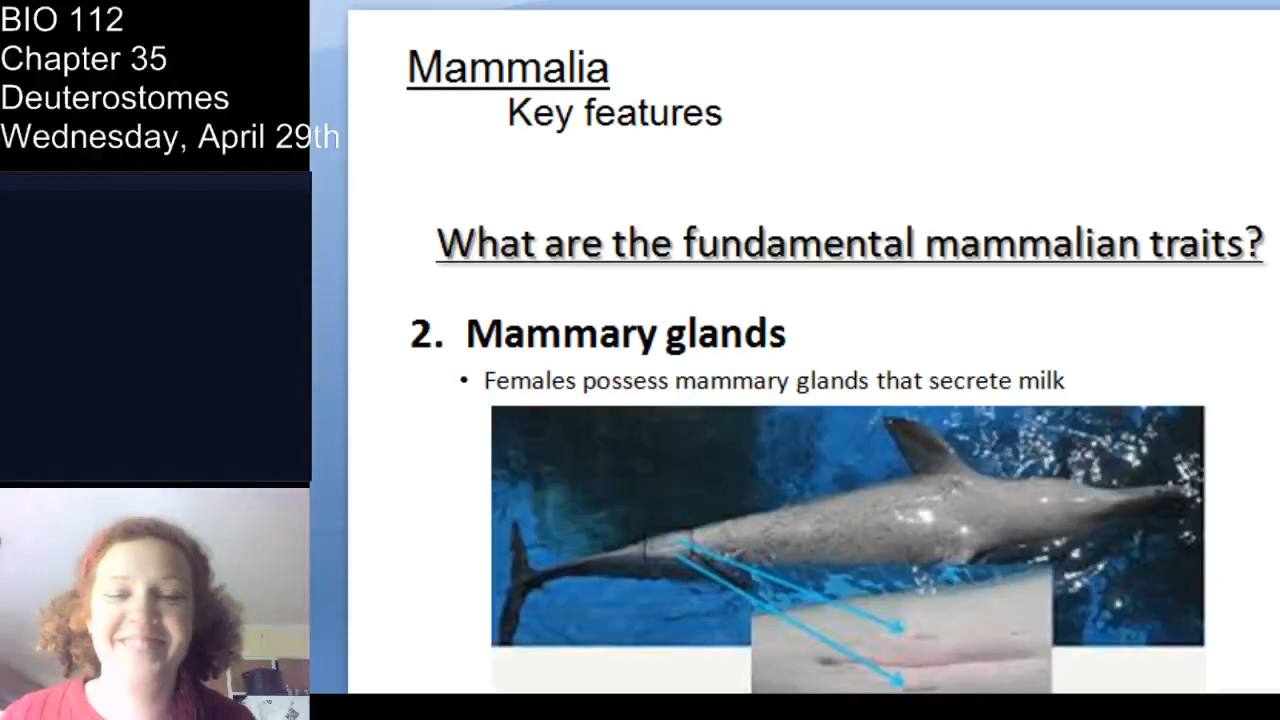 BIO 112
Chapter 35
Deuterostomes
Wednesday, April 29th
Mammalia
Key features
What are the fundamental mammalian traits?
2. Mammary glands
• Females possess mammary glands that secrete milk